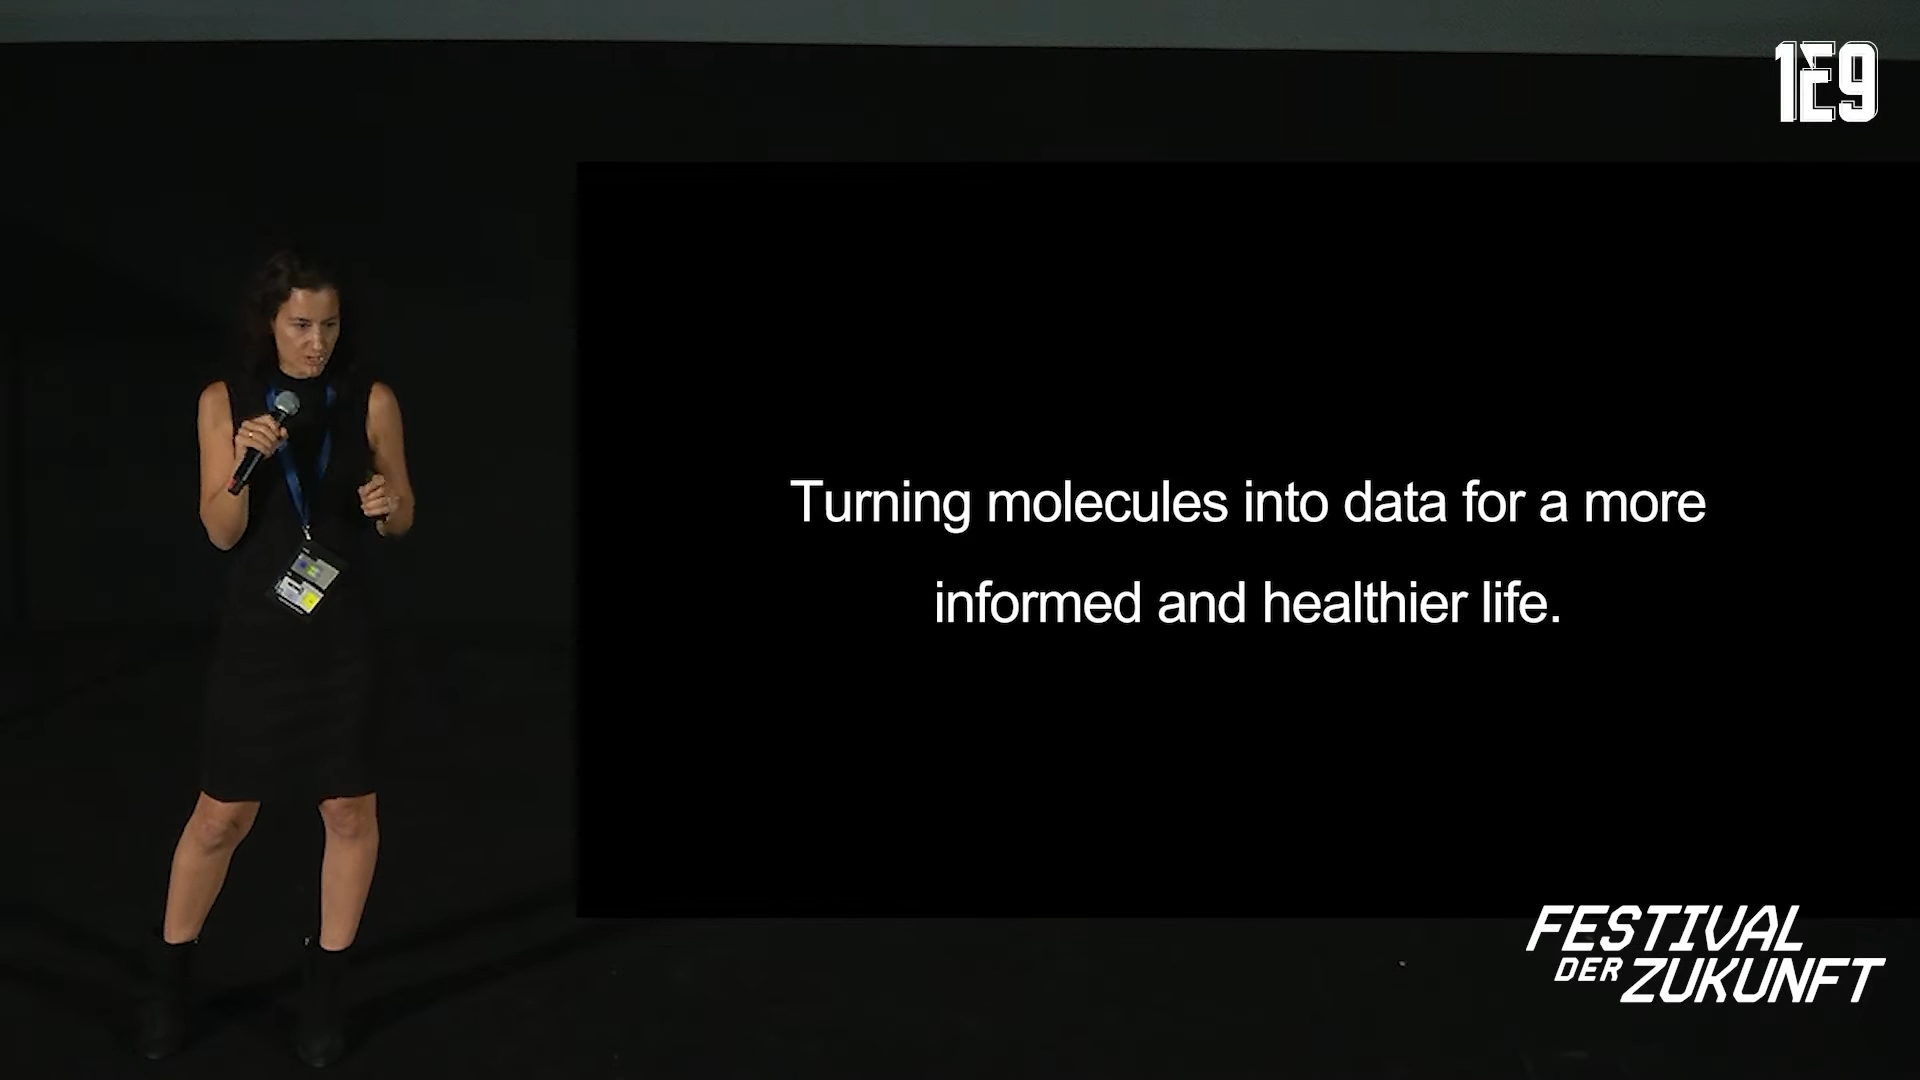 1E9
Turning molecules into data for a more
informed and healthier life.
FESTIVAL
DER ZUKUNFT